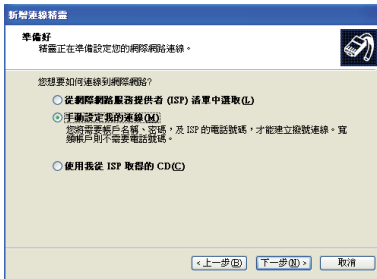 新增連線精靈
準備好
精靈正在準備設定您的網際網路連線。
您想要如何連線到網際網路?
從網際網路服務提供者 (ISP) 清單中選取(L)
手動設定我的連線(M)
您將需要帳戶名稱、密碼，及 ISP 的電話號碼，才能建立撥號連線。寬
頻帳戶則不需要電話號碼。
使用我從 ISP 取得的 CD(C)
<上一步(B) 下一步(N)> 取消